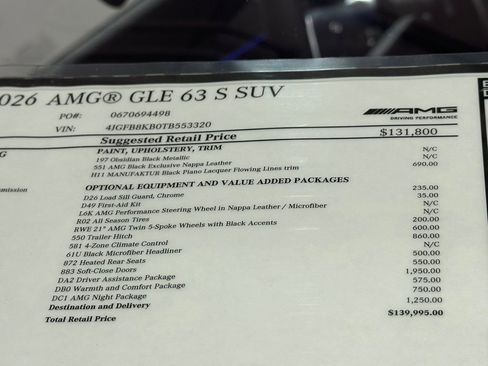 2026 AMG® GLE 63 S SUV
PO#: 0670694498
AMG
DRIVING PERFORMANCE
VIN: 4JGFB8KB0TB553320
Suggested Retail Price $131,800
PAINT, UPHOLSTERY, TRIM
197 Obsidian Black Metallic N/C
551 AMG Black Exclusive Nappa Leather N/C
H11 MANUFAKTUR Black Piano Lacquer Flowing Lines trim 690.00
OPTIONAL EQUIPMENT AND VALUE ADDED PACKAGES
D26 Load Sill Guard, Chrome 235.00
D49 First-Aid Kit 35.00
L6K AMG Performance Steering Wheel in Nappa Leather / Microfiber N/C
R02 All Season Tires N/C
RWE 21" AMG Twin 5-Spoke Wheels with Black Accents 200.00
550 Trailer Hitch 600.00
581 4-Zone Climate Control 860.00
61U Black Microfiber Headliner N/C
872 Heated Rear Seats 500.00
883 Soft-Close Doors 550.00
DA2 Driver Assistance Package 1,950.00
DB0 Warmth and Comfort Package 575.00
DC1 AMG Night Package 750.00
Destination and Delivery 1,250.00
Total Retail Price $139,995.00